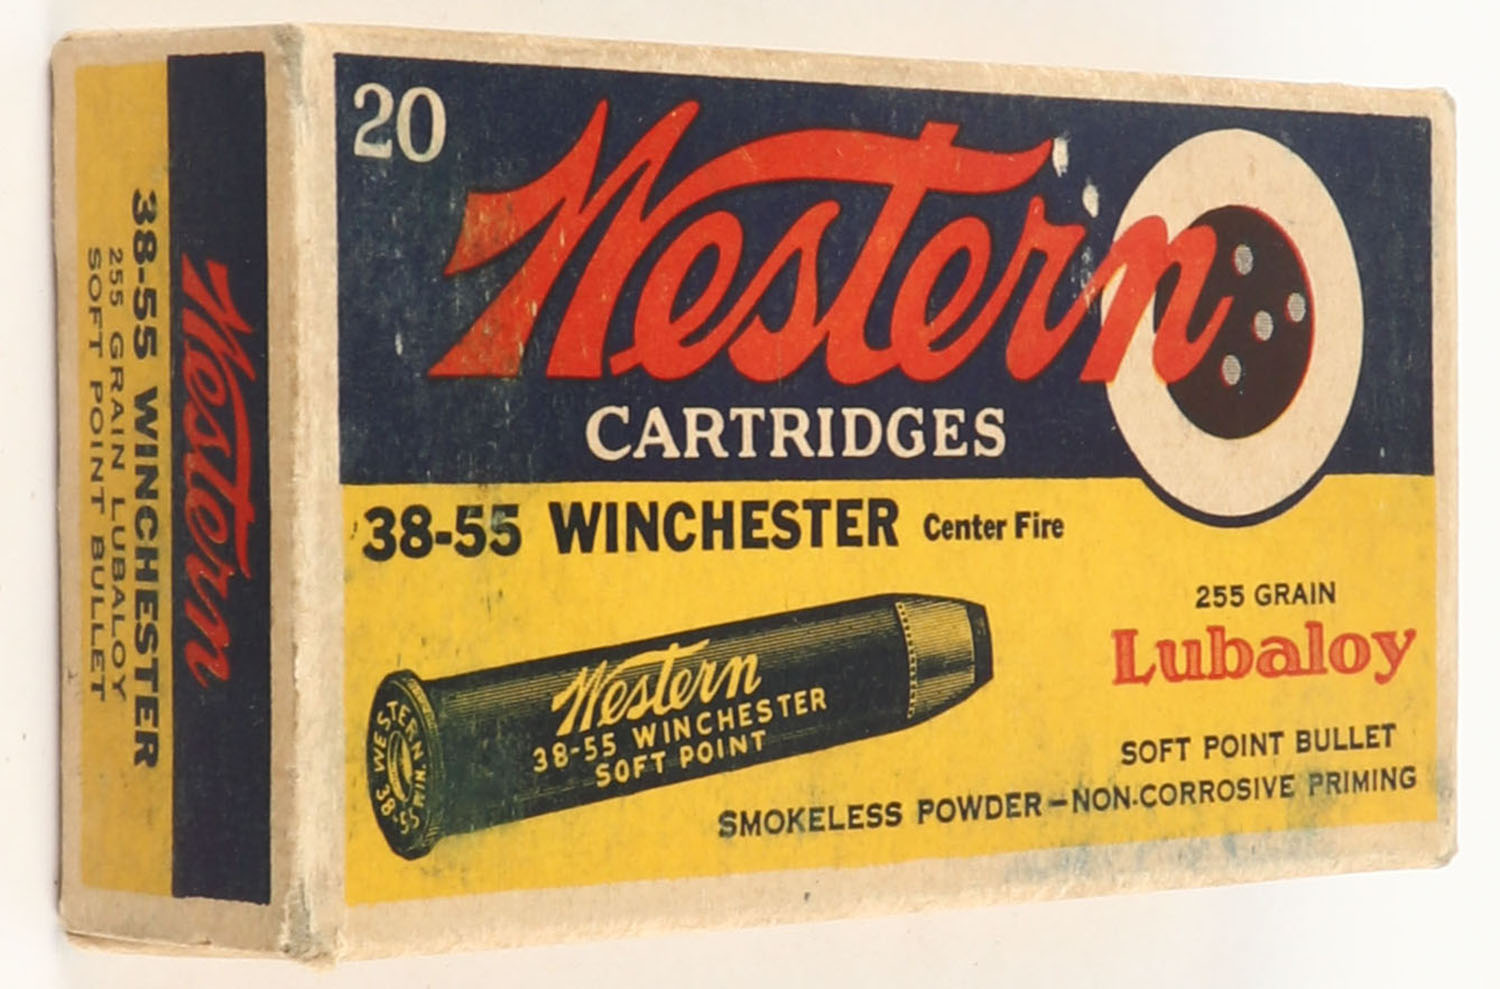 20
Western
CARTRIDGES
38-55 WINCHESTER Center Fire
255 GRAIN
Lubaloy
SOFT POINT BULLET
SMOKELESS POWDER-NON-CORROSIVE PRIMING
Western
38-55 WINCHESTER
SOFT POINT
WESTERN
38-55 WIN.
Western
38-55 WINCHESTER
255 GRAIN LUBALOY
SOFT POINT BULLET